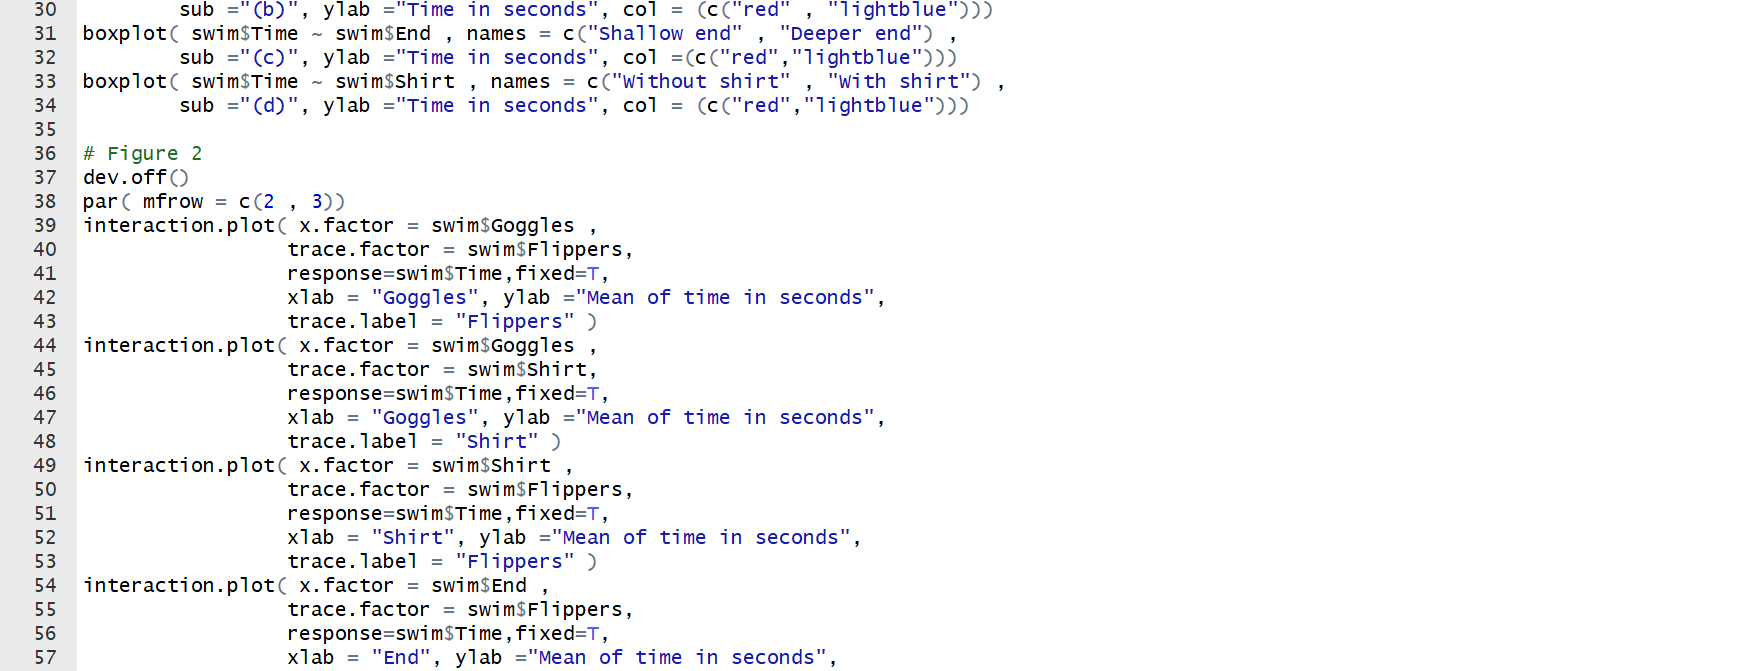 30 sub ="(b)", ylab ="Time in seconds", col = (c("red" , "lightblue")))
31 boxplot( swim$Time ~ swim$End , names = c("Shallow end" , "Deeper end") ,
32 sub ="(c)", ylab ="Time in seconds", col =(c("red","lightblue")))
33 boxplot( swim$Time ~ swim$Shirt , names = c("Without shirt" , "With shirt") ,
34 sub ="(d)", ylab ="Time in seconds", col = (c("red","lightblue")))
35
36 # Figure 2
37 dev.off()
38 par( mfrow = c(2 , 3))
39 interaction.plot( x.factor = swim$Goggles ,
40 trace.factor = swim$Flippers,
41 response=swim$Time,fixed=T,
42 xlab = "Goggles", ylab ="Mean of time in seconds",
43 trace.label = "Flippers" )
44 interaction.plot( x.factor = swim$Goggles ,
45 trace.factor = swim$Shirt,
46 response=swim$Time,fixed=T,
47 xlab = "Goggles", ylab ="Mean of time in seconds",
48 trace.label = "Shirt" )
49 interaction.plot( x.factor = swim$Shirt ,
50 trace.factor = swim$Flippers,
51 response=swim$Time,fixed=T,
52 xlab = "Shirt", ylab ="Mean of time in seconds",
53 trace.label = "Flippers" )
54 interaction.plot( x.factor = swim$End ,
55 trace.factor = swim$Flippers,
56 response=swim$Time,fixed=T,
57 xlab = "End", ylab ="Mean of time in seconds",